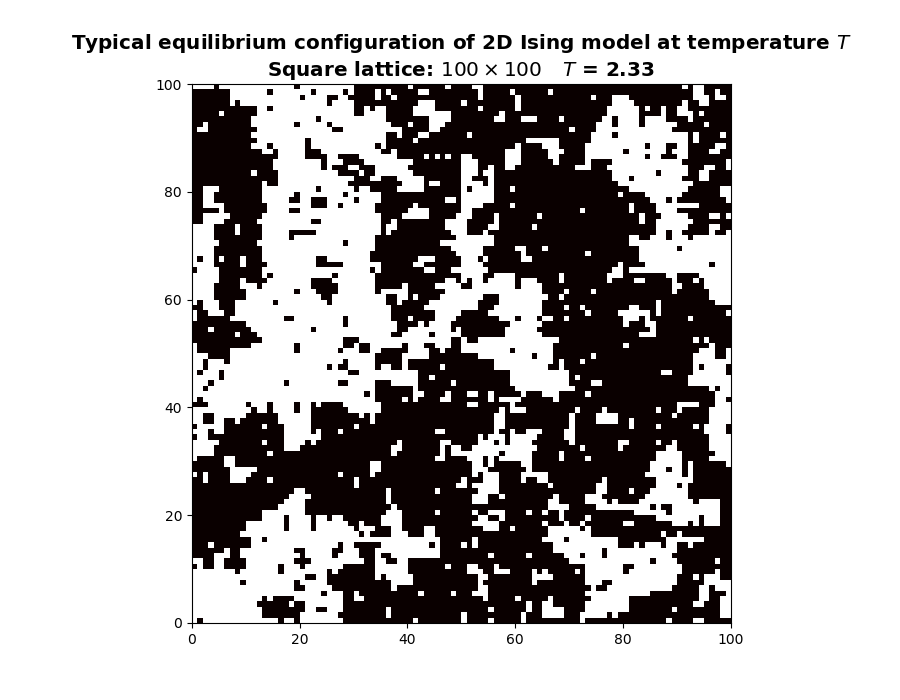 Typical equilibrium configuration of 2D Ising model at temperature T
Square lattice: 100 × 100 T = 2.33
100
80
60
40
20
0
0 20 40 60 80 100